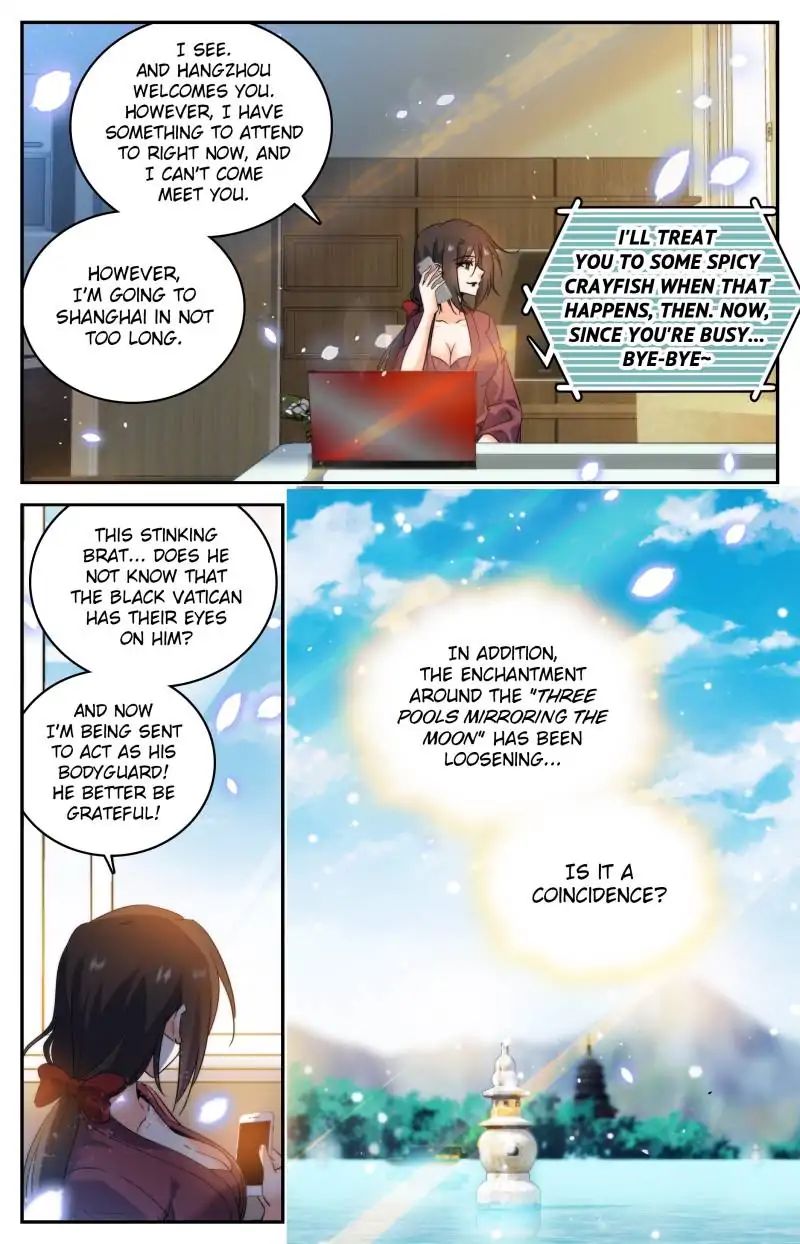 I SEE.
AND HANGZHOU
WELCOMES YOU.
HOWEVER, I HAVE
SOMETHING TO ATTEND
TO RIGHT NOW, AND
I CAN'T COME
MEET YOU.
HOWEVER,
I'M GOING TO
SHANGHAI IN NOT
TOO LONG.
I'LL TREAT
YOU TO SOME SPICY
CRAYFISH WHEN THAT
HAPPENS, THEN. NOW,
SINCE YOU'RE BUSY...
BYE-BYE~
THIS STINKING
BRAT... DOES HE
NOT KNOW THAT
THE BLACK VATICAN
HAS THEIR EYES
ON HIM?
AND NOW
I'M BEING SENT
TO ACT AS HIS
BODYGUARD!
HE BETTER BE
GRATEFUL!
IN ADDITION,
THE ENCHANTMENT
AROUND THE "THREE
POOLS MIRRORING THE
MOON" HAS BEEN
LOOSENING...
IS IT A
COINCIDENCE?